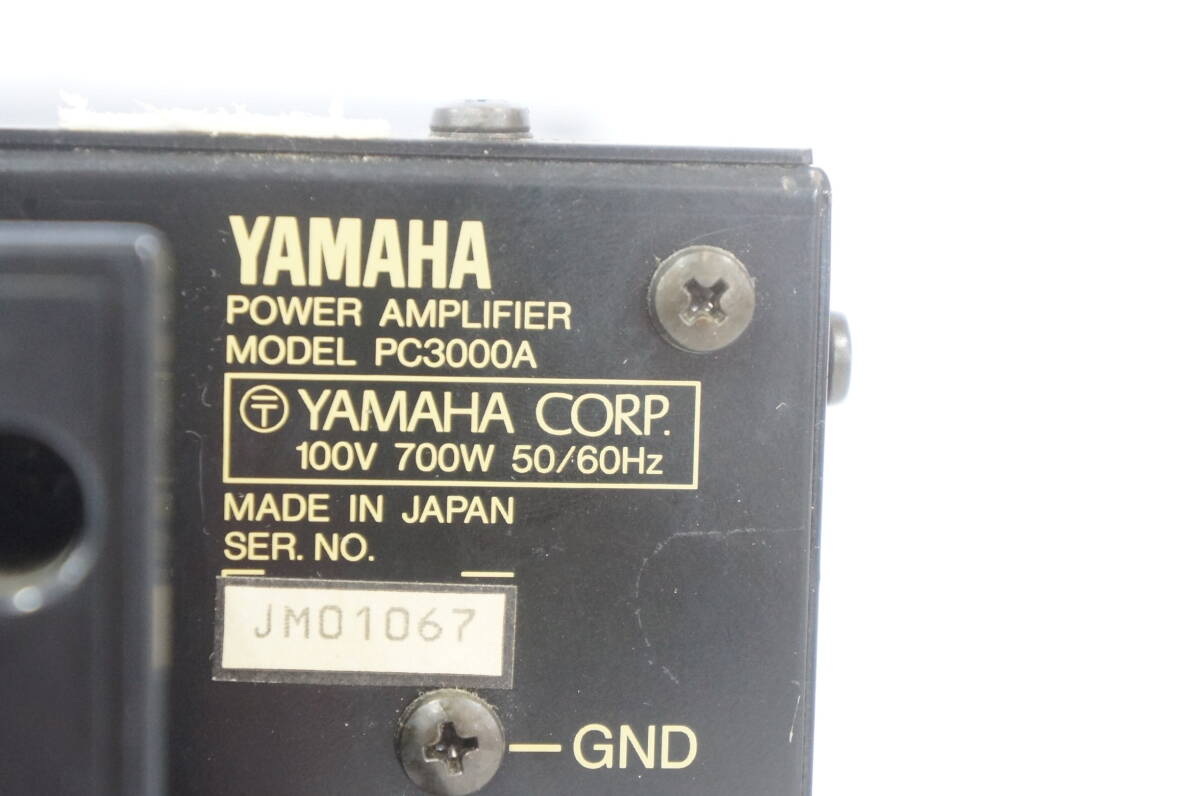 YAMAHA
POWER AMPLIFIER
MODEL PC3000A
〒 YAMAHA CORP.
100V 700W 50/60Hz
MADE IN JAPAN
SER. NO.
JM01067
GND